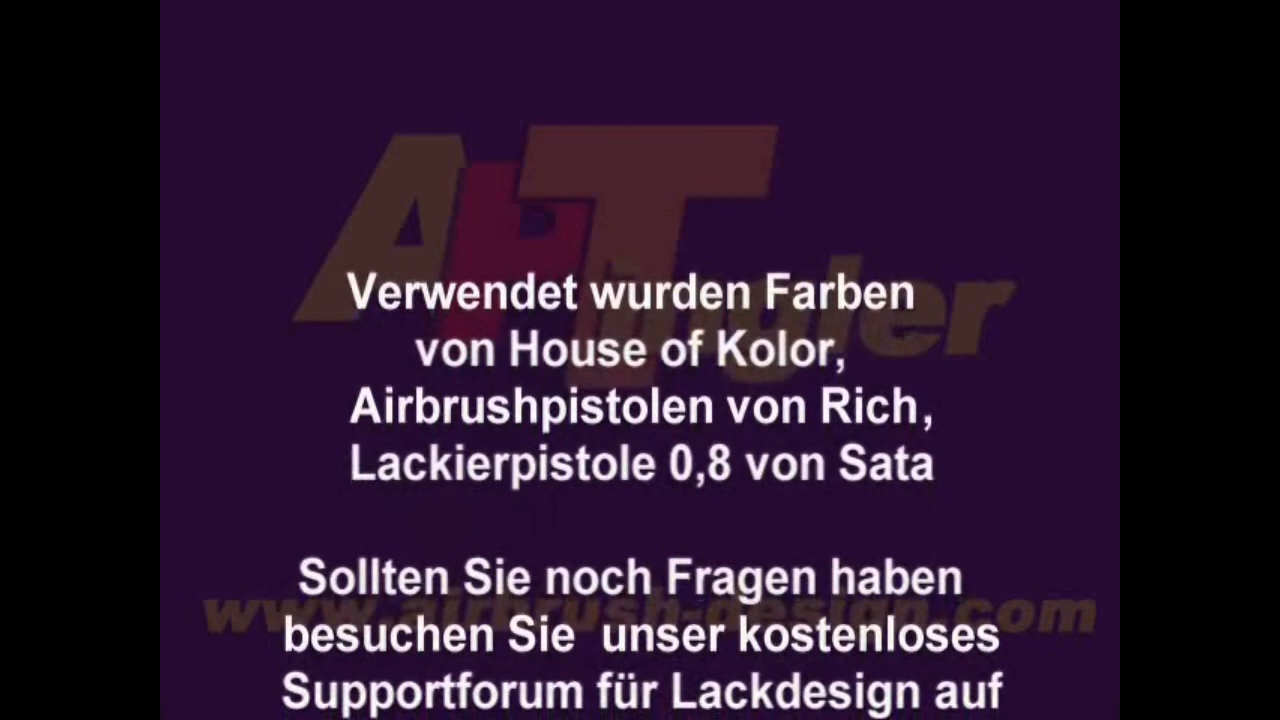 Verwendet wurden Farben
von House of Kolor,
Airbrushpistolen von Rich,
Lackierpistole 0,8 von Sata
Sollten Sie noch Fragen haben
www.airbrush-design.com
besuchen Sie unser kostenloses
Supportforum für Lackdesign auf